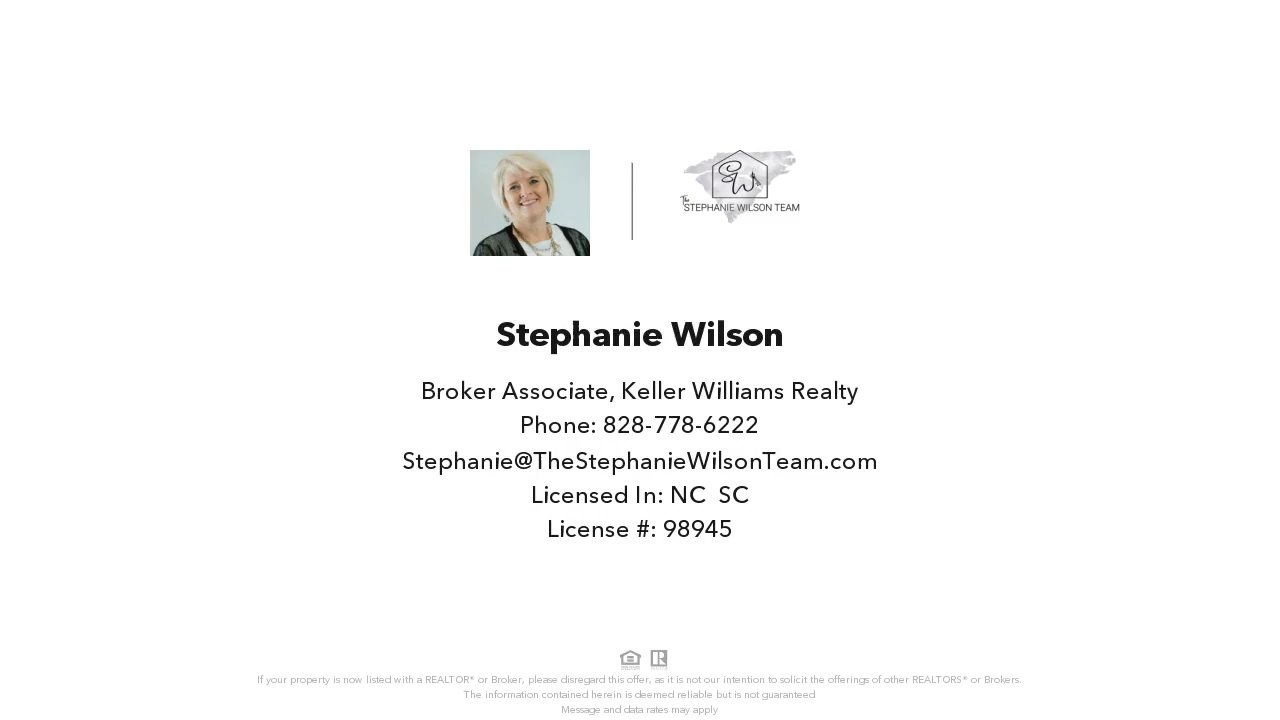 SW
The
STEPHANIE WILSON TEAM
Stephanie Wilson
Broker Associate, Keller Williams Realty
Phone: 828-778-6222
Stephanie@TheStephanieWilsonTeam.com
Licensed In: NC  SC
License #: 98945
If your property is now listed with a REALTOR® or Broker, please disregard this offer, as it is not our intention to solicit the offerings of other REALTORS® or Brokers.
The information contained herein is deemed reliable but is not guaranteed
Message and data rates may apply